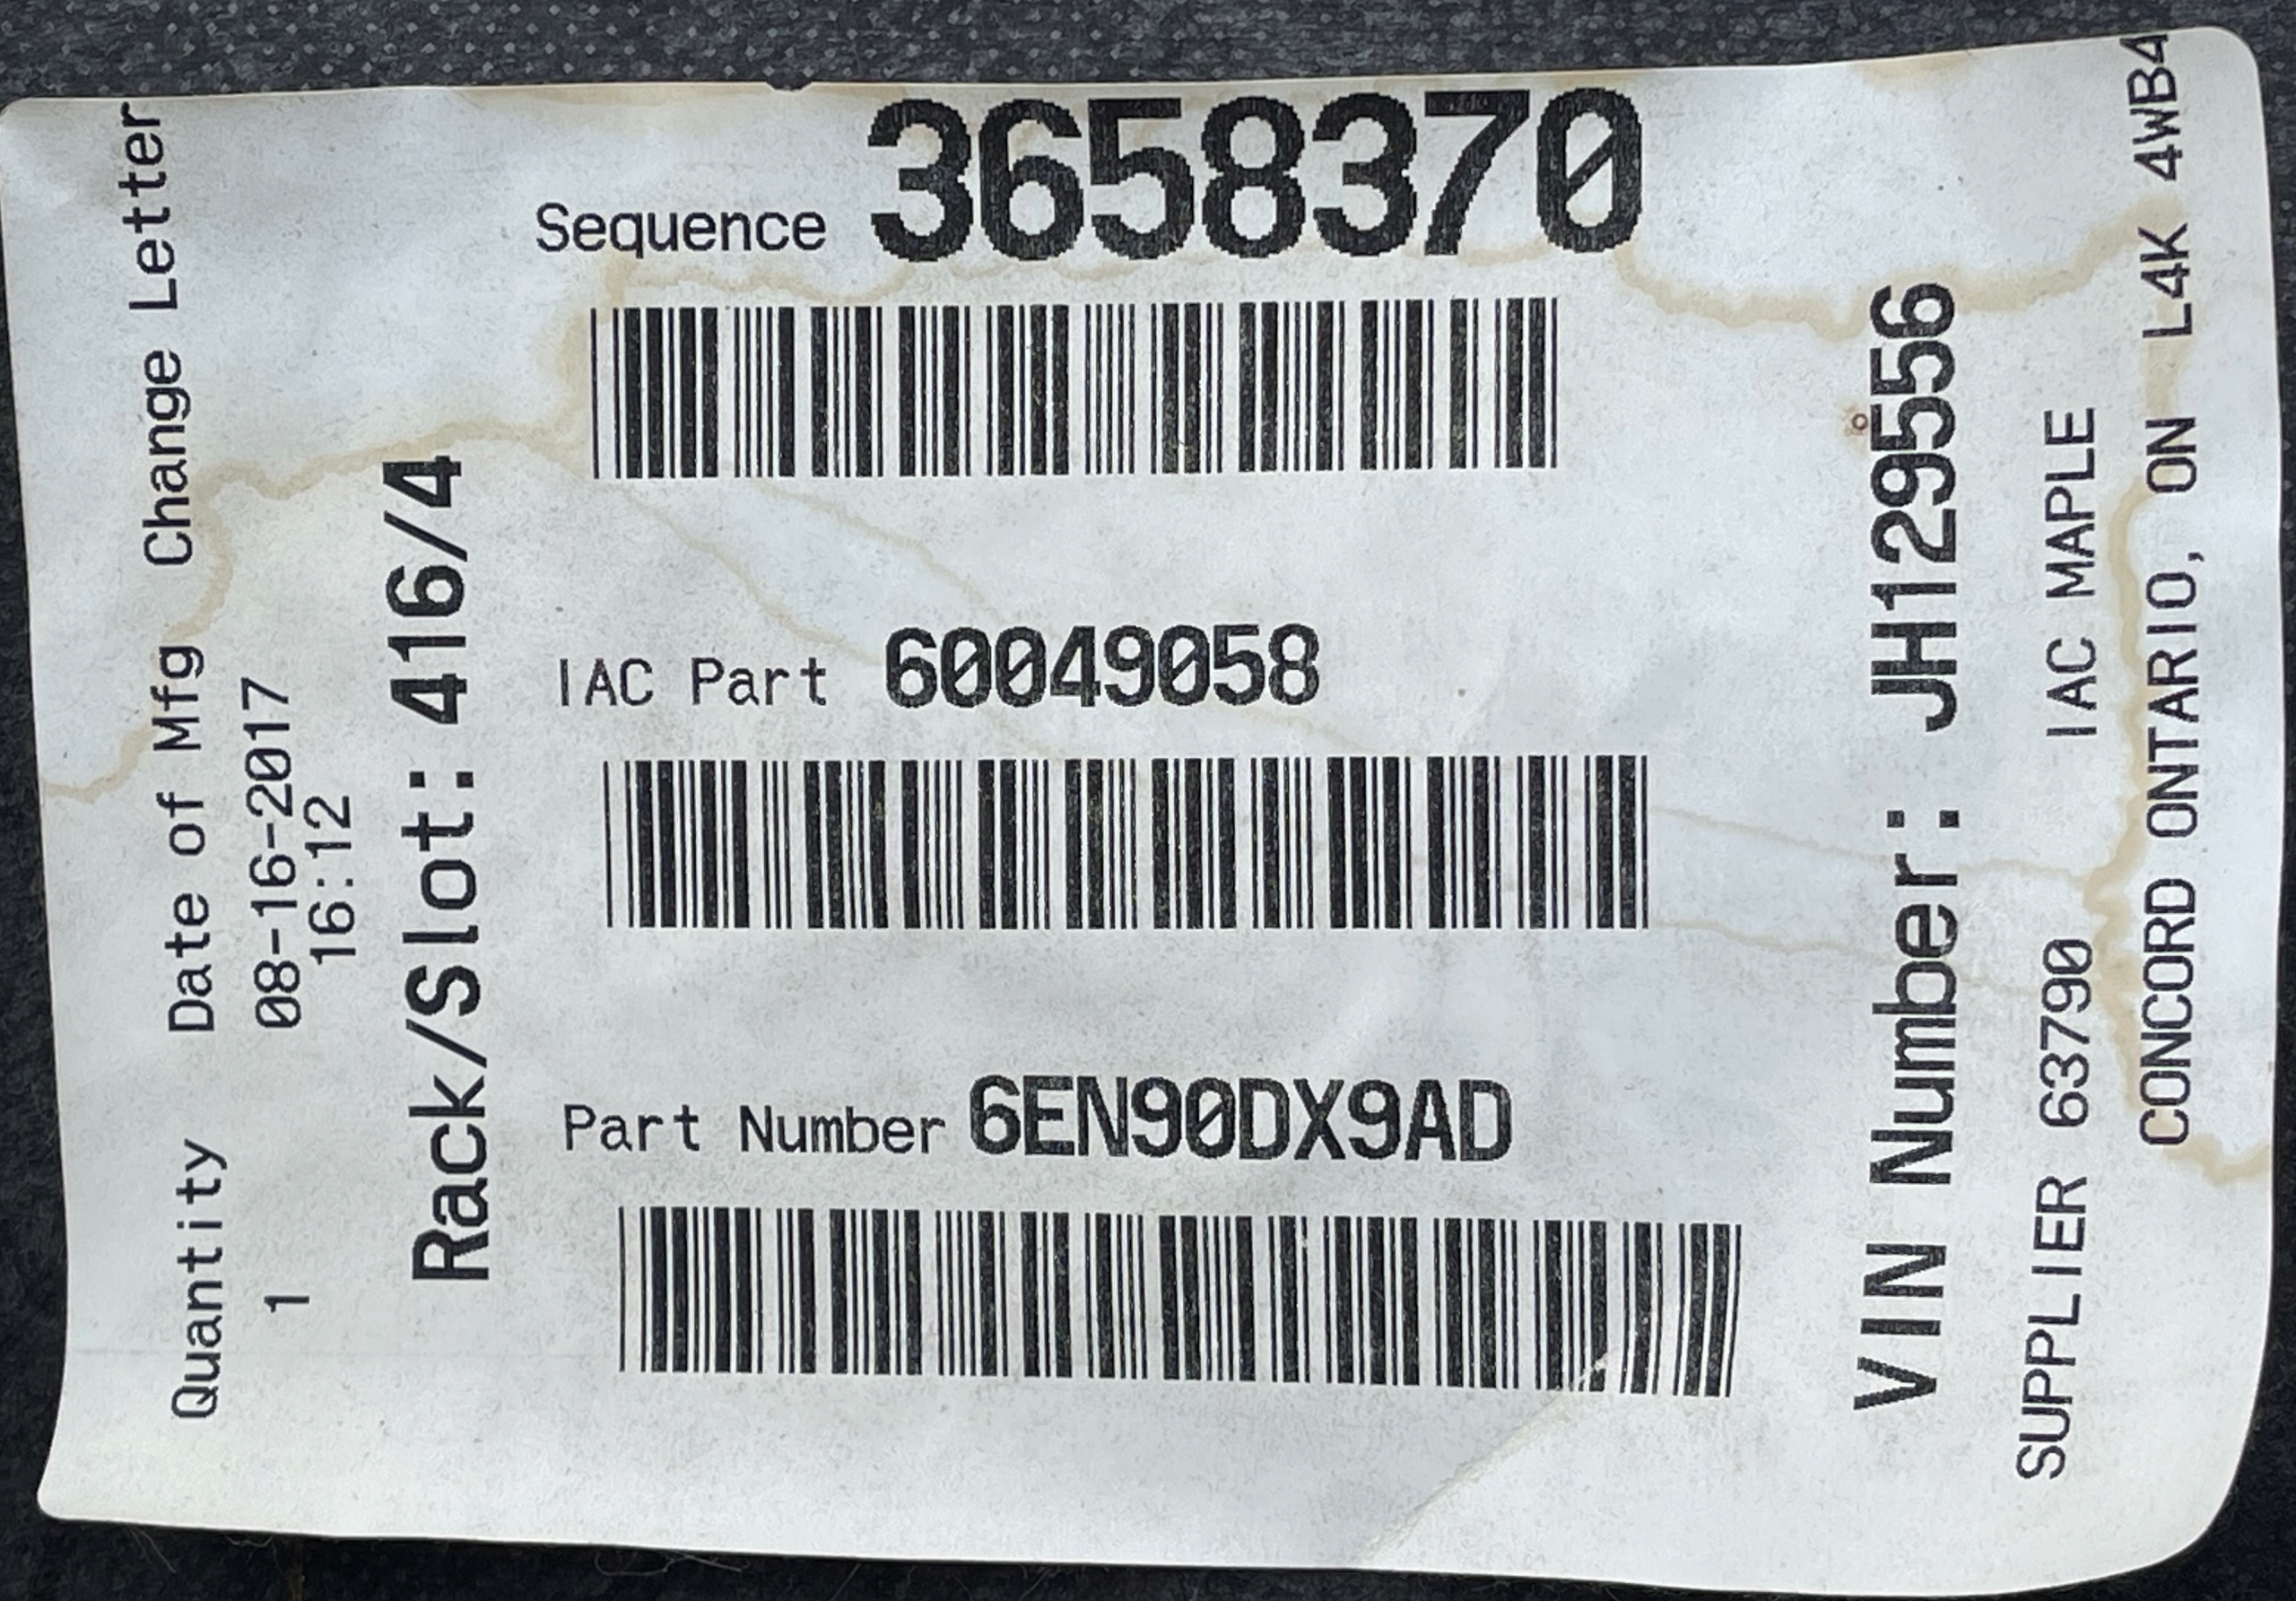 Sequence 3658370
IAC Part 60049058
Part Number 6EN90DX9AD
Quantity Date of Mfg Change Letter
1 08-16-2017
16:12
Rack/Slot: 416/4
VIN Number: JH129556
SUPPLIER 63790 IAC MAPLE
CONCORD ONTARIO, ON L4K 4WB4